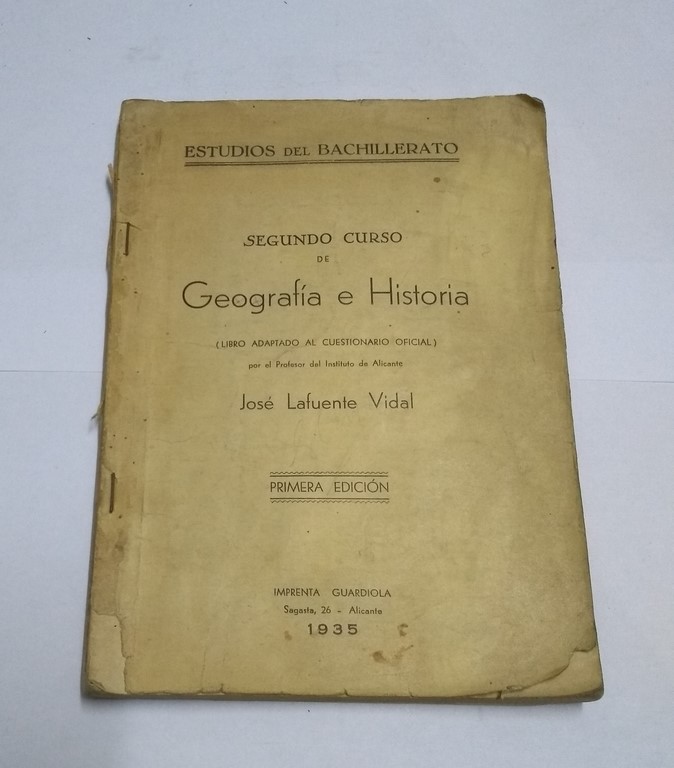 ESTUDIOS DEL BACHILLERATO
SEGUNDO CURSO
DE
Geografía e Historia
(LIBRO ADAPTADO AL CUESTIONARIO OFICIAL)
por el Profesor del Instituto de Alicante
José Lafuente Vidal
PRIMERA EDICIÓN
IMPRENTA GUARDIOLA
Sagasta, 26 - Alicante
1935